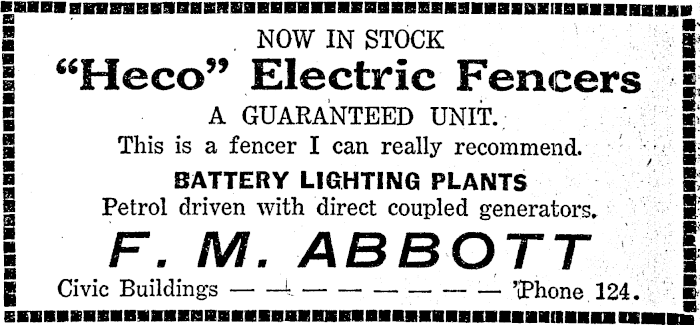 NOW IN STOCK
“Heco” Electric Fencers
A GUARANTEED UNIT.
This is a fencer I can really recommend.
BATTERY LIGHTING PLANTS
Petrol driven with direct coupled generators.
F. M. ABBOTT
Civic Buildings — — — — — — — — ’Phone 124.